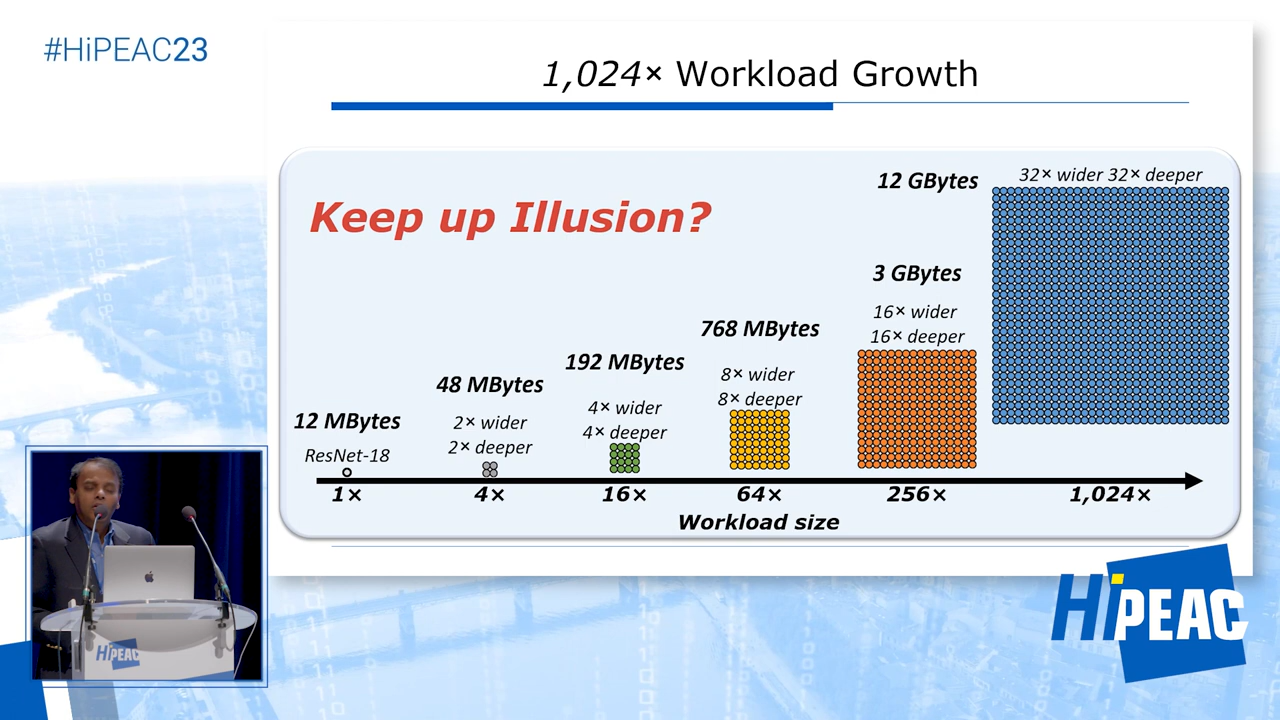 #HiPEAC23
1,024× Workload Growth
Keep up Illusion?
12 GBytes
32× wider 32× deeper
3 GBytes
16× wider
16× deeper
768 MBytes
8× wider
8× deeper
192 MBytes
4× wider
4× deeper
48 MBytes
2× wider
2× deeper
12 MBytes
ResNet-18
1×
4×
16×
64×
256×
1,024×
Workload size
HiPEAC
HiPEAC